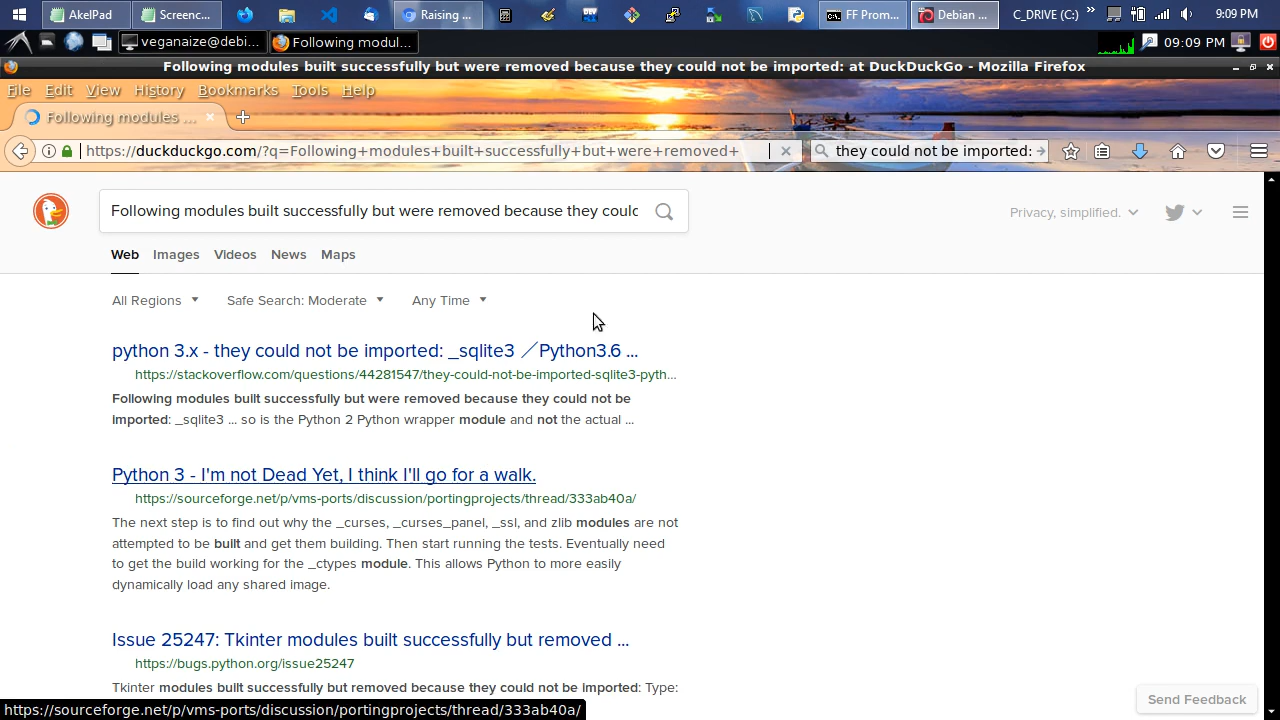 AkelPad
Screenc...
Raising ...
FF Prom...
Debian ...
C_DRIVE (C:)
9:09 PM
veganaize@debi...
Following modul...
09:09 PM
Following modules built successfully but were removed because they could not be imported: at DuckDuckGo - Mozilla Firefox
File Edit View History Bookmarks Tools Help
Following modules ...
https://duckduckgo.com/?q=Following+modules+built+successfully+but+were+removed+
they could not be imported:
Following modules built successfully but were removed because they could
Privacy, simplified.
Web Images Videos News Maps
All Regions Safe Search: Moderate Any Time
python 3.x - they could not be imported: _sqlite3 ／Python3.6 ...
https://stackoverflow.com/questions/44281547/they-could-not-be-imported-sqlite3-pyth...
Following modules built successfully but were removed because they could not be
imported: _sqlite3 ... so is the Python 2 Python wrapper module and not the actual ...
Python 3 - I'm not Dead Yet, I think I'll go for a walk.
https://sourceforge.net/p/vms-ports/discussion/portingprojects/thread/333ab40a/
The next step is to find out why the _curses, _curses_panel, _ssl, and zlib modules are not
attempted to be built and get them building. Then start running the tests. Eventually need
to get the build working for the _ctypes module. This allows Python to more easily
dynamically load any shared image.
Issue 25247: Tkinter modules built successfully but removed ...
https://bugs.python.org/issue25247
Tkinter modules built successfully but removed because they could not be imported: Type:
Send Feedback
https://sourceforge.net/p/vms-ports/discussion/portingprojects/thread/333ab40a/